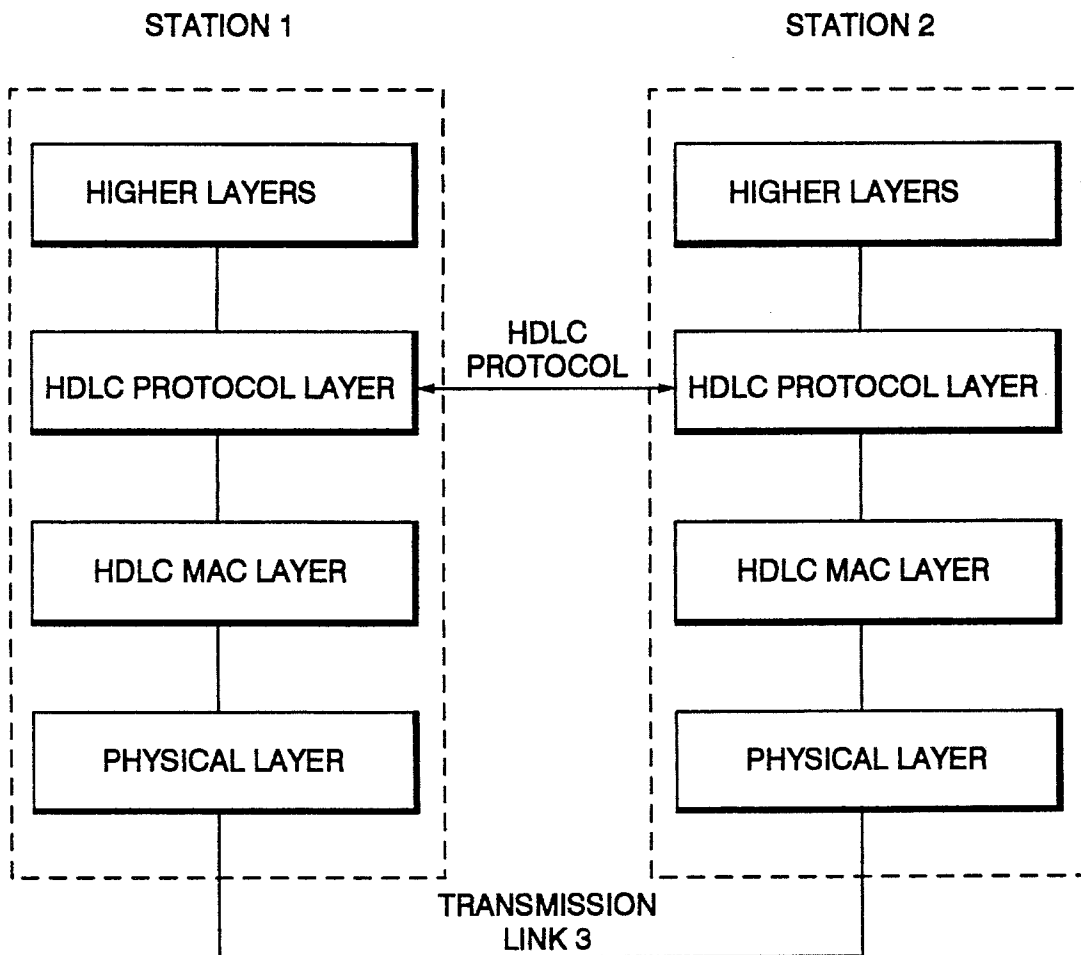 STATION 1
STATION 2
HIGHER LAYERS
HIGHER LAYERS
HDLC
PROTOCOL
HDLC PROTOCOL LAYER
HDLC PROTOCOL LAYER
HDLC MAC LAYER
HDLC MAC LAYER
PHYSICAL LAYER
PHYSICAL LAYER
TRANSMISSION
LINK 3